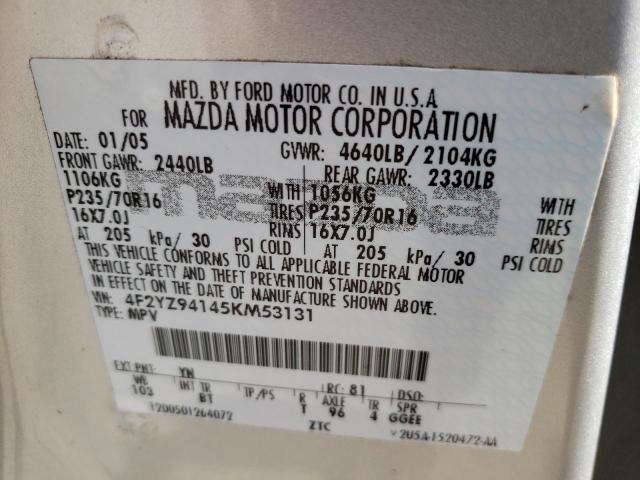 MFD. BY FORD MOTOR CO. IN U.S.A
FOR MAZDA MOTOR CORPORATION
DATE: 01/05 GVWR: 4640LB/ 2104KG
FRONT GAWR: 2440LB REAR GAWR: 2330LB
1106KG WITH 1056KG WITH
P235/70R16 TIRES P235/70R16 TIRES
16X7.0J RIMS 16X7.0J RIMS
AT 205 kPa/ 30 PSI COLD AT 205 kPa/ 30 PSI COLD
mazda
THIS VEHICLE CONFORMS TO ALL APPLICABLE FEDERAL MOTOR
VEHICLE SAFETY AND THEFT PREVENTION STANDARDS
IN EFFECT ON THE DATE OF MANUFACTURE SHOWN ABOVE.
VIN: 4F2YZ94145KM53131
TYPE: MPV
EXT PNT: YN RC: 81 DSO:
WB INT TR TP/PS R AXLE TR SPR
103 BT T 96 4 GGEE
1200501264072 ZTC
V 2U5A-1520472-AA